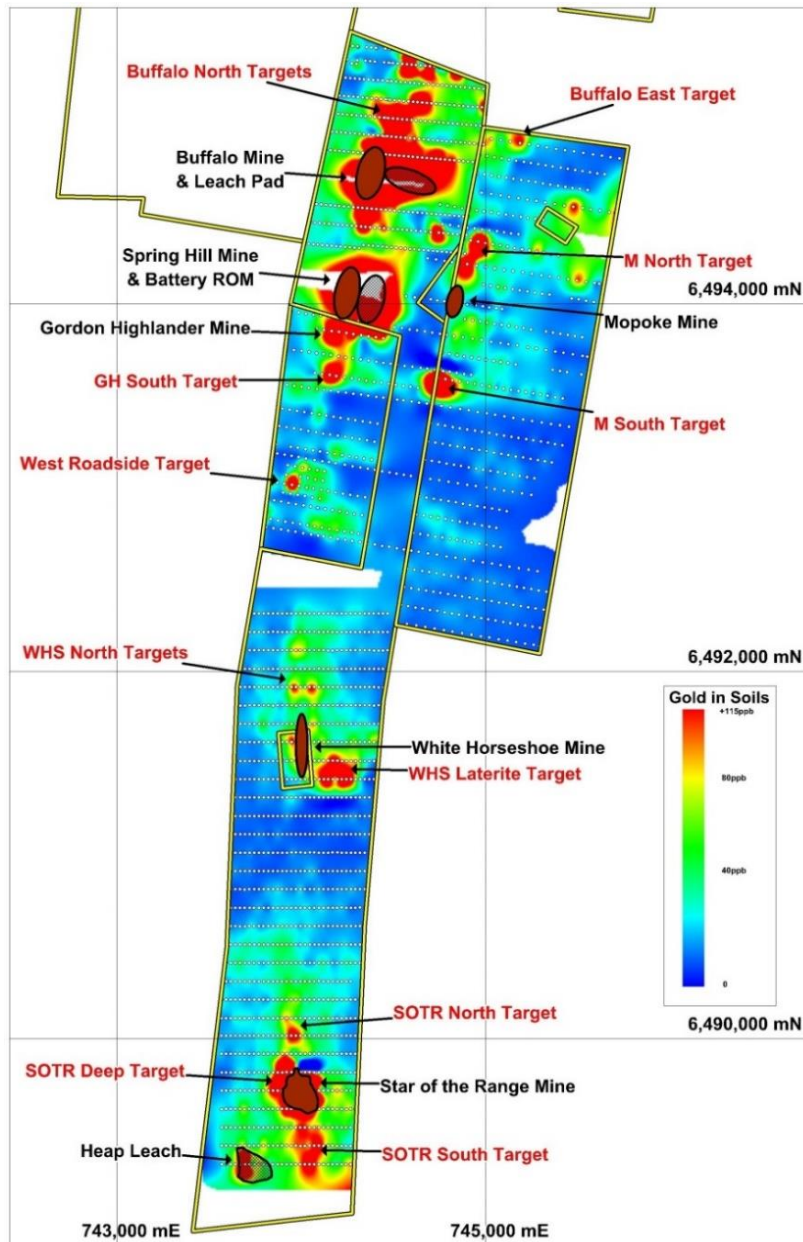 Buffalo North Targets
Buffalo East Target
Buffalo Mine
& Leach Pad
Spring Hill Mine
& Battery ROM
M North Target
6,494,000 mN
Gordon Highlander Mine
Mopoke Mine
GH South Target
M South Target
West Roadside Target
WHS North Targets
6,492,000 mN
Gold in Soils
+115ppb
80ppb
40ppb
0
White Horseshoe Mine
WHS Laterite Target
SOTR North Target
6,490,000 mN
SOTR Deep Target
Star of the Range Mine
Heap Leach
SOTR South Target
743,000 mE
745,000 mE